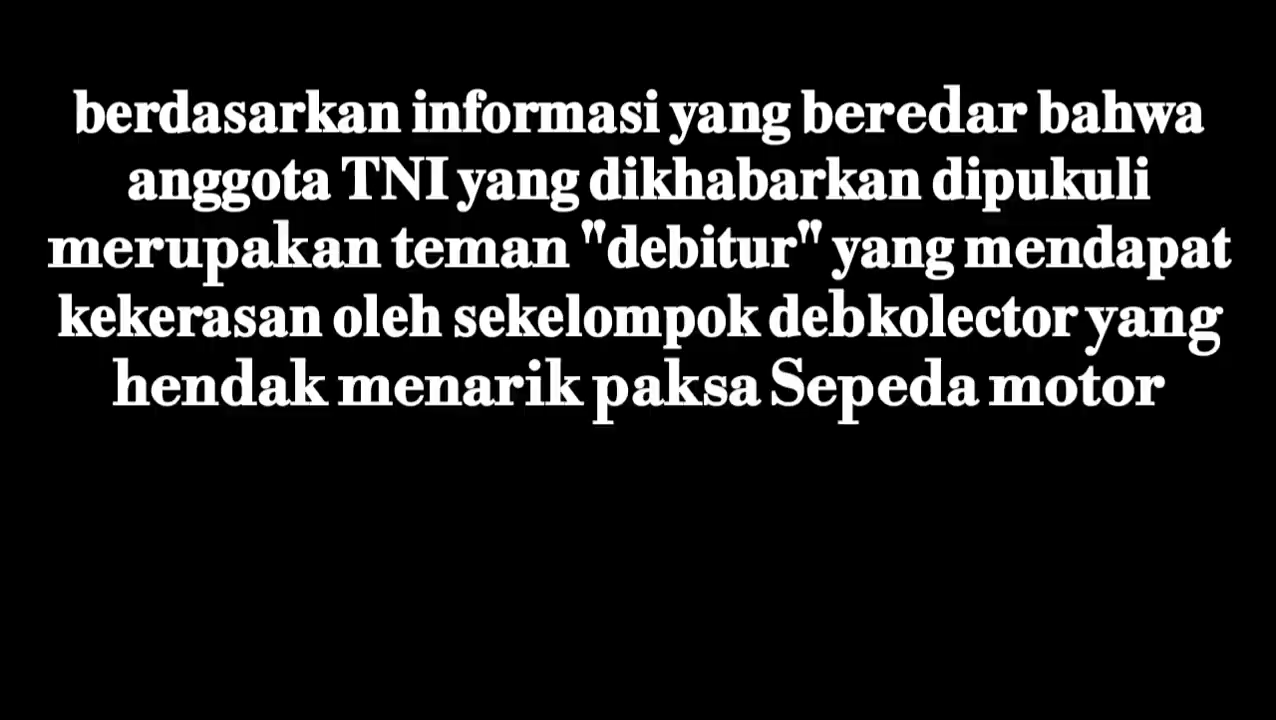 berdasarkan informasi yang beredar bahwa
anggota TNI yang dikhabarkan dipukuli
merupakan teman "debitur" yang mendapat
kekerasan oleh sekelompok debkolector yang
hendak menarik paksa Sepeda motor